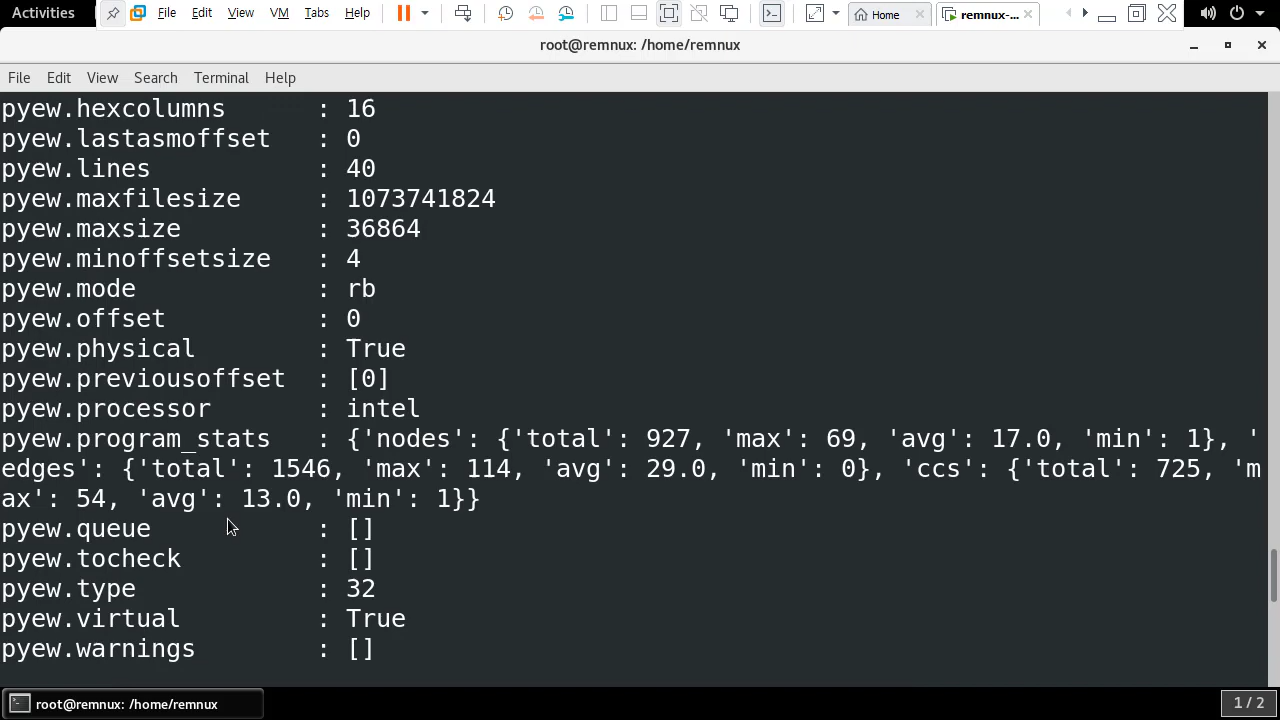 Activities File Edit View VM Tabs Help Home remnux-...
root@remnux: /home/remnux
File Edit View Search Terminal Help
pyew.hexcolumns : 16
pyew.lastasmoffset : 0
pyew.lines : 40
pyew.maxfilesize : 1073741824
pyew.maxsize : 36864
pyew.minoffsetsize : 4
pyew.mode : rb
pyew.offset : 0
pyew.physical : True
pyew.previousoffset : [0]
pyew.processor : intel
pyew.program_stats : {'nodes': {'total': 927, 'max': 69, 'avg': 17.0, 'min': 1}, '
edges': {'total': 1546, 'max': 114, 'avg': 29.0, 'min': 0}, 'ccs': {'total': 725, 'm
ax': 54, 'avg': 13.0, 'min': 1}}
pyew.queue : []
pyew.tocheck : []
pyew.type : 32
pyew.virtual : True
pyew.warnings : []
root@remnux: /home/remnux 1 / 2